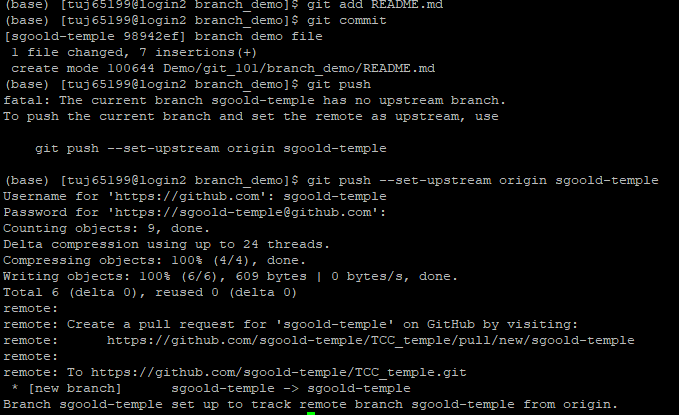 (base) [tuj65199@login2 branch_demo]$ git add README.md
(base) [tuj65199@login2 branch_demo]$ git commit
[sgoold-temple 98942ef] branch demo file
 1 file changed, 7 insertions(+)
 create mode 100644 Demo/git_101/branch_demo/README.md
(base) [tuj65199@login2 branch_demo]$ git push
fatal: The current branch sgoold-temple has no upstream branch.
To push the current branch and set the remote as upstream, use

    git push --set-upstream origin sgoold-temple

(base) [tuj65199@login2 branch_demo]$ git push --set-upstream origin sgoold-temple
Username for 'https://github.com': sgoold-temple
Password for 'https://sgoold-temple@github.com':
Counting objects: 9, done.
Delta compression using up to 24 threads.
Compressing objects: 100% (4/4), done.
Writing objects: 100% (6/6), 609 bytes | 0 bytes/s, done.
Total 6 (delta 0), reused 0 (delta 0)
remote:
remote: Create a pull request for 'sgoold-temple' on GitHub by visiting:
remote:      https://github.com/sgoold-temple/TCC_temple/pull/new/sgoold-temple
remote:
remote: To https://github.com/sgoold-temple/TCC_temple.git
 * [new branch]      sgoold-temple -> sgoold-temple
Branch sgoold-temple set up to track remote branch sgoold-temple from origin.